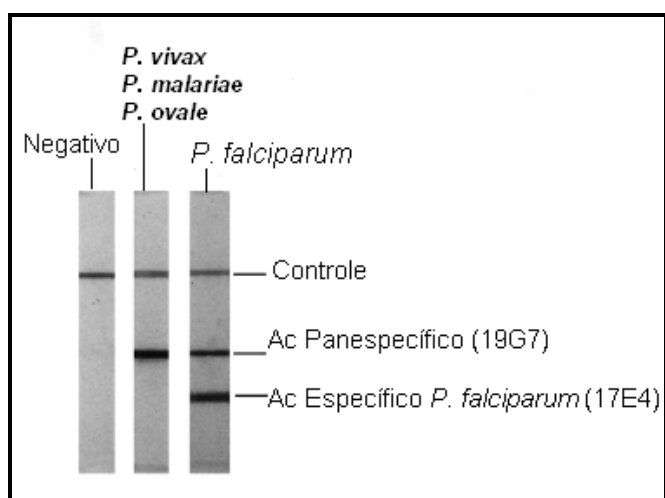 P. vivax
P. malariae
P. ovale
Negativo
P. falciparum
Controle
Ac Panespecífico (19G7)
Ac Específico P. falciparum (17E4)